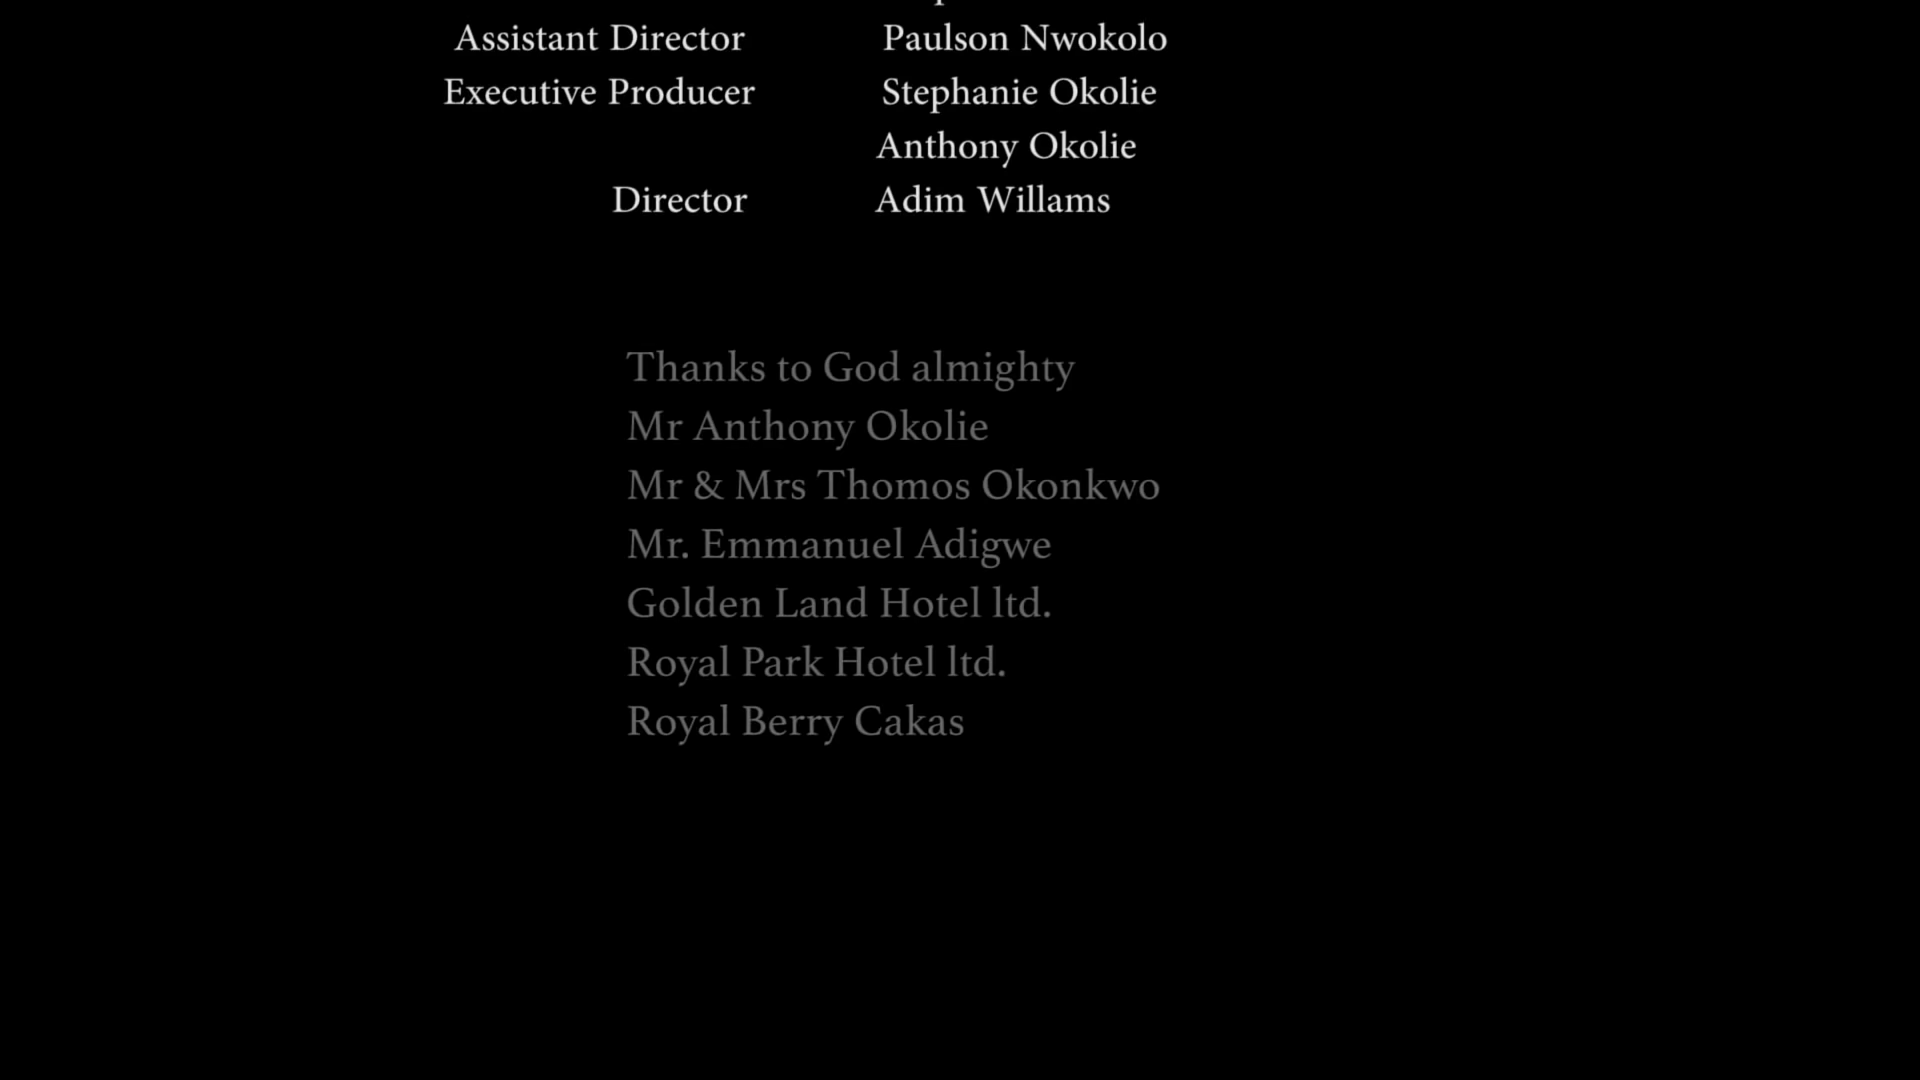 Assistant Director Paulson Nwokolo
Executive Producer Stephanie Okolie
Anthony Okolie
Director Adim Willams
Thanks to God almighty
Mr Anthony Okolie
Mr & Mrs Thomos Okonkwo
Mr. Emmanuel Adigwe
Golden Land Hotel ltd.
Royal Park Hotel ltd.
Royal Berry Cakas